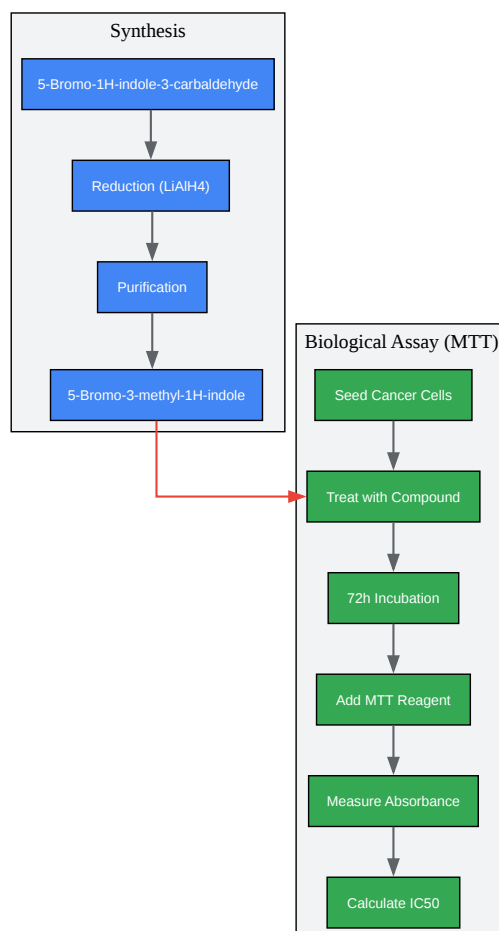 Synthesis
5-Bromo-1H-indole-3-carbaldehyde
Reduction (LiAlH4)
Purification
5-Bromo-3-methyl-1H-indole
Biological Assay (MTT)
Seed Cancer Cells
Treat with Compound
72h Incubation
Add MTT Reagent
Measure Absorbance
Calculate IC50